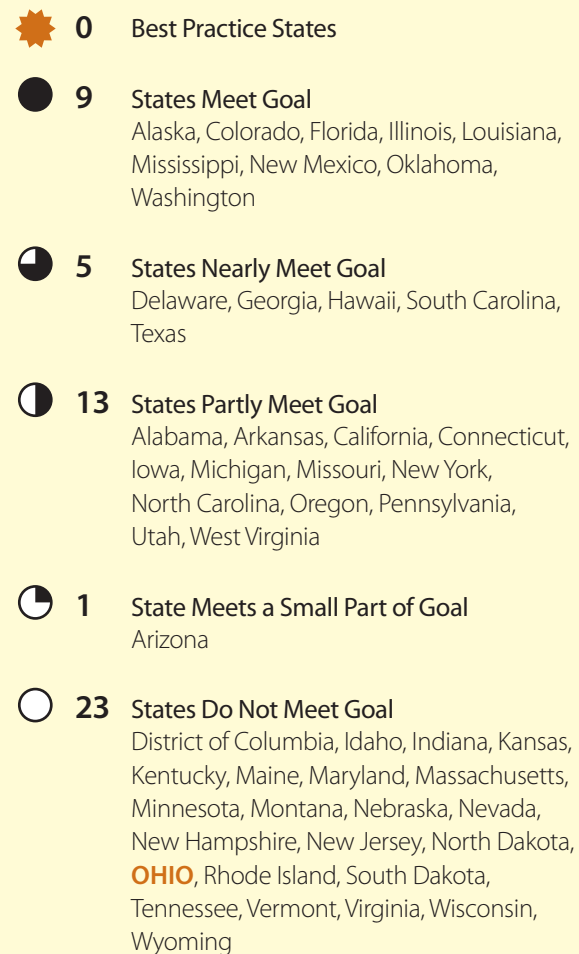 0 Best Practice States
9 States Meet Goal
Alaska, Colorado, Florida, Illinois, Louisiana,
Mississippi, New Mexico, Oklahoma,
Washington
5 States Nearly Meet Goal
Delaware, Georgia, Hawaii, South Carolina,
Texas
13 States Partly Meet Goal
Alabama, Arkansas, California, Connecticut,
Iowa, Michigan, Missouri, New York,
North Carolina, Oregon, Pennsylvania,
Utah, West Virginia
1 State Meets a Small Part of Goal
Arizona
23 States Do Not Meet Goal
District of Columbia, Idaho, Indiana, Kansas,
Kentucky, Maine, Maryland, Massachusetts,
Minnesota, Montana, Nebraska, Nevada,
New Hampshire, New Jersey, North Dakota,
OHIO, Rhode Island, South Dakota,
Tennessee, Vermont, Virginia, Wisconsin,
Wyoming